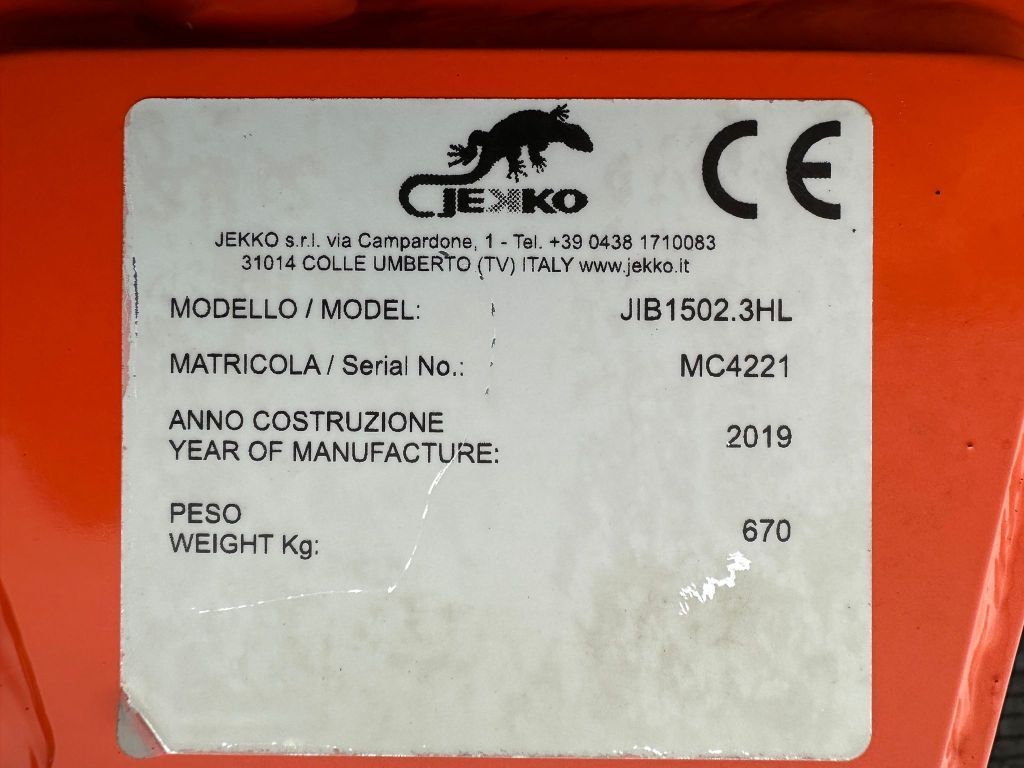 JEKKO
CE
JEKKO s.r.l. via Campardone, 1 - Tel. +39 0438 1710083
31014 COLLE UMBERTO (TV) ITALY www.jekko.it
MODELLO / MODEL: JIB1502.3HL
MATRICOLA / Serial No.: MC4221
ANNO COSTRUZIONE
YEAR OF MANUFACTURE: 2019
PESO
WEIGHT Kg: 670